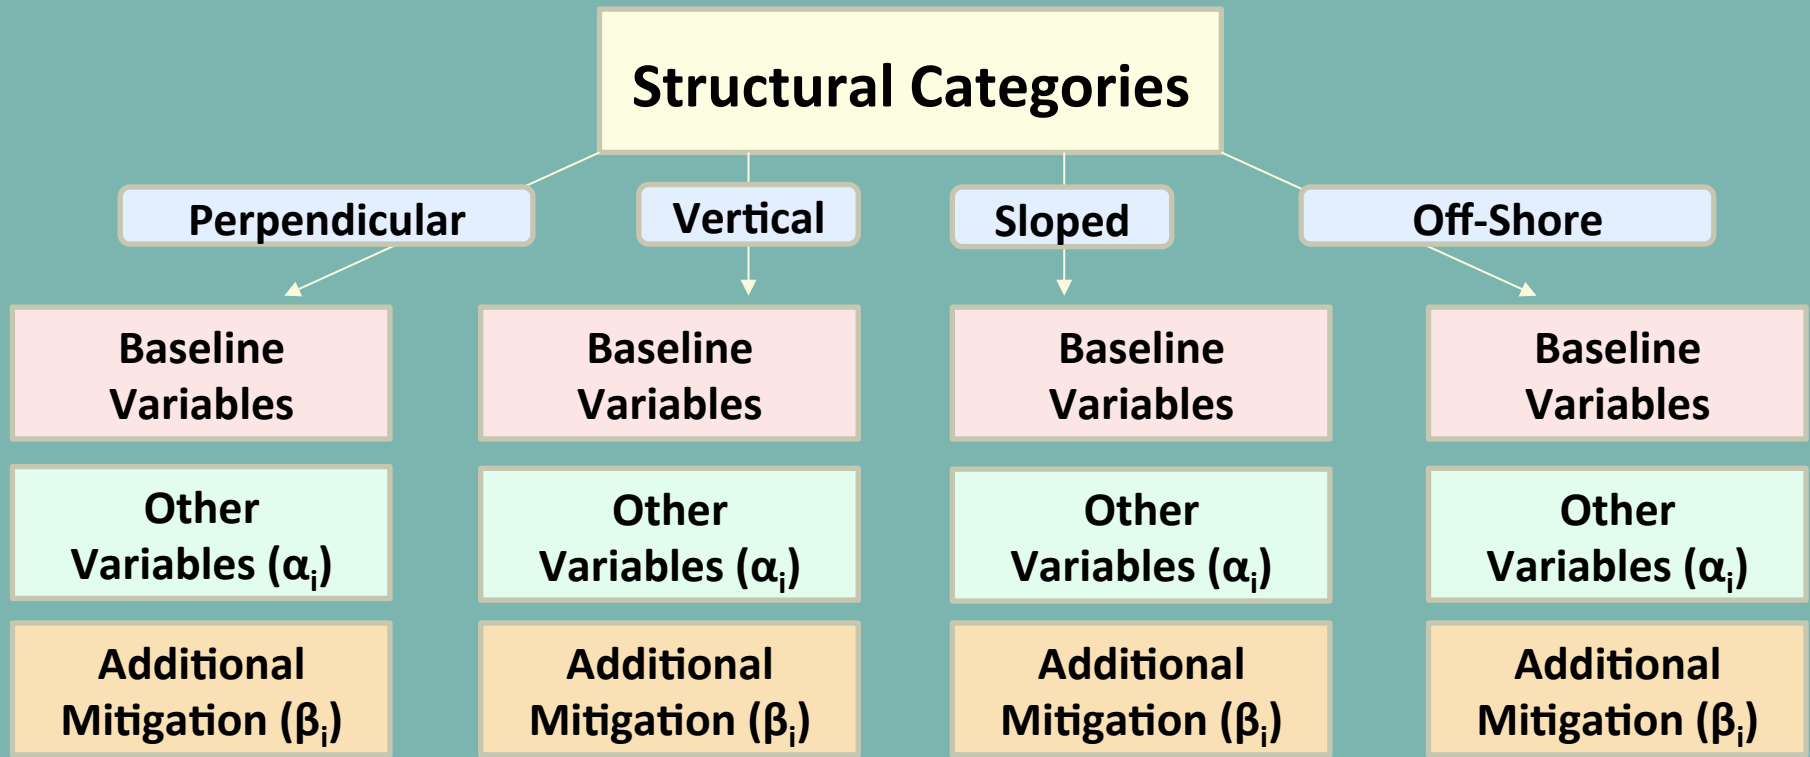 Structural Categories
Perpendicular
Vertical
Sloped
Off-Shore
Baseline
Variables
Baseline
Variables
Baseline
Variables
Baseline
Variables
Other
Variables (αᵢ)
Other
Variables (αᵢ)
Other
Variables (αᵢ)
Other
Variables (αᵢ)
Additional
Mitigation (βᵢ)
Additional
Mitigation (βᵢ)
Additional
Mitigation (βᵢ)
Additional
Mitigation (βᵢ)